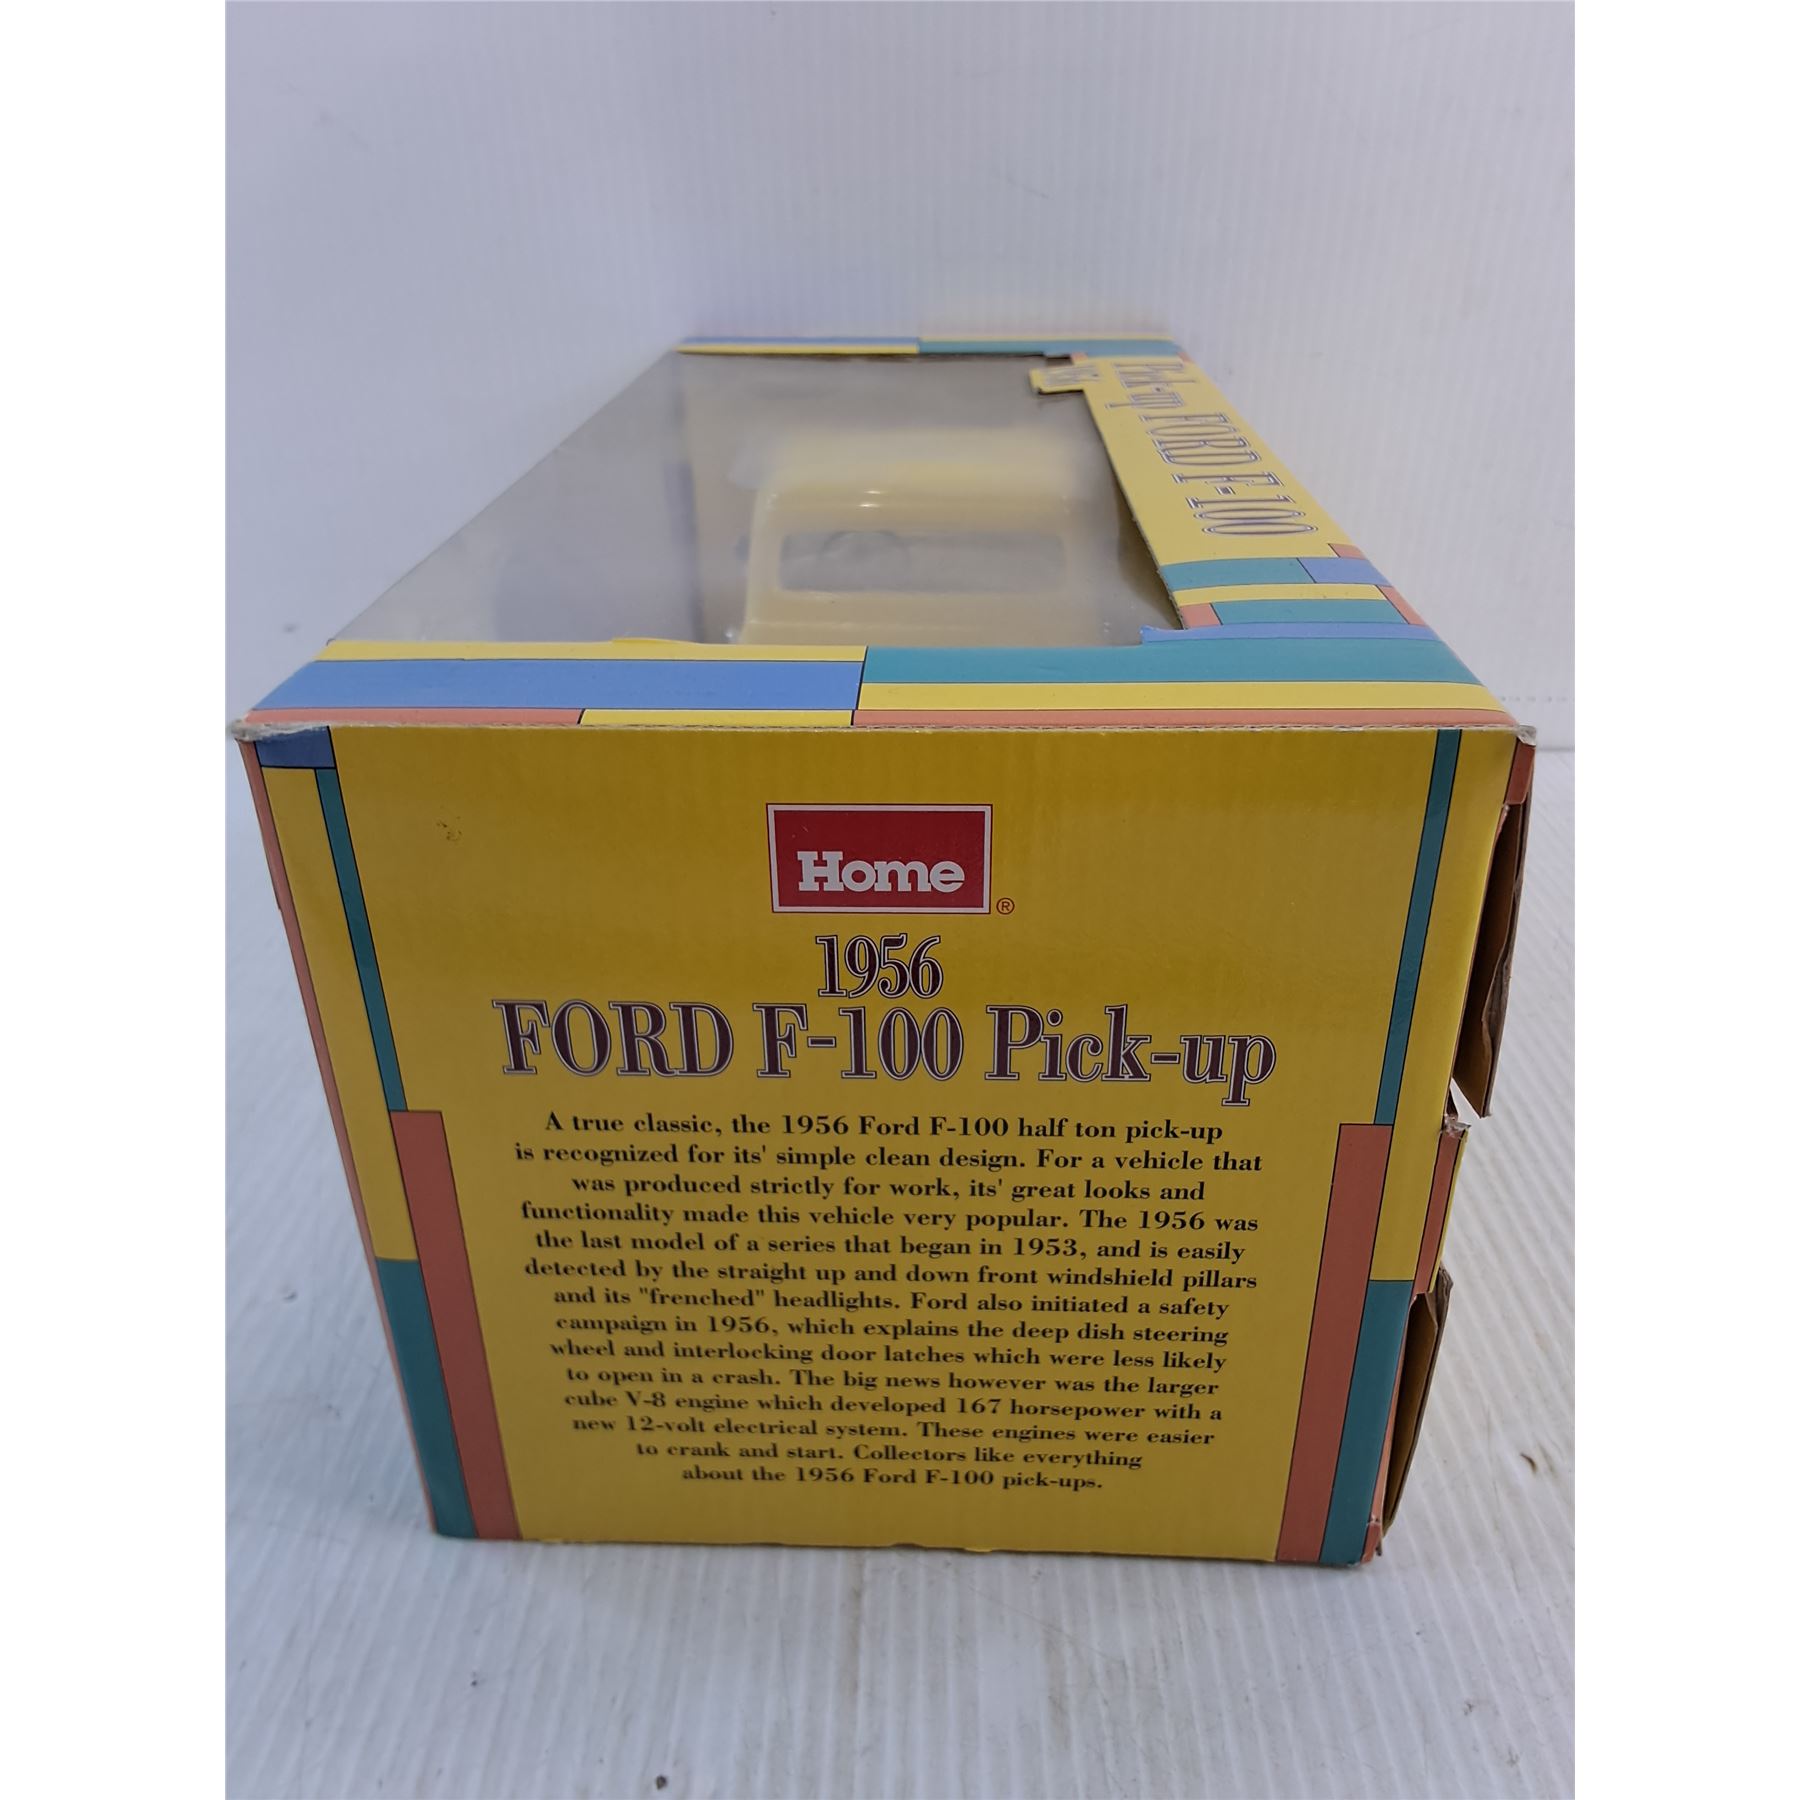 Pick-up FORD F-100
Home
®
1956
FORD F-100 Pick-up
A true classic, the 1956 Ford F-100 half ton pick-up
is recognized for its' simple clean design. For a vehicle that
was produced strictly for work, its' great looks and
functionality made this vehicle very popular. The 1956 was
the last model of a series that began in 1953, and is easily
detected by the straight up and down front windshield pillars
and its "frenched" headlights. Ford also initiated a safety
campaign in 1956, which explains the deep dish steering
wheel and interlocking door latches which were less likely
to open in a crash. The big news however was the larger
cube V-8 engine which developed 167 horsepower with a
new 12-volt electrical system. These engines were easier
to crank and start. Collectors like everything
about the 1956 Ford F-100 pick-ups.